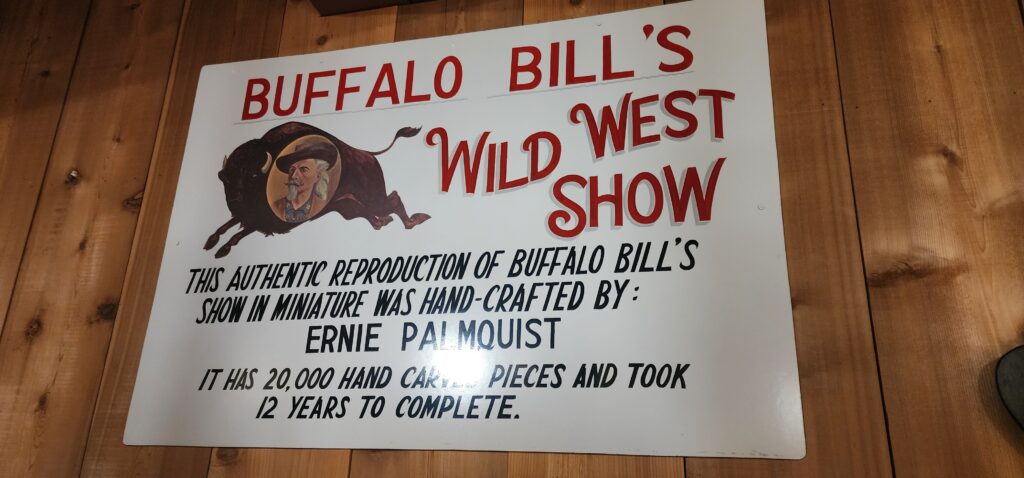 BUFFALO BILL'S
WILD WEST
SHOW
THIS AUTHENTIC REPRODUCTION OF BUFFALO BILL'S
SHOW IN MINIATURE WAS HAND-CRAFTED BY:
ERNIE PALMQUIST
IT HAS 20,000 HAND CARVED PIECES AND TOOK
12 YEARS TO COMPLETE.